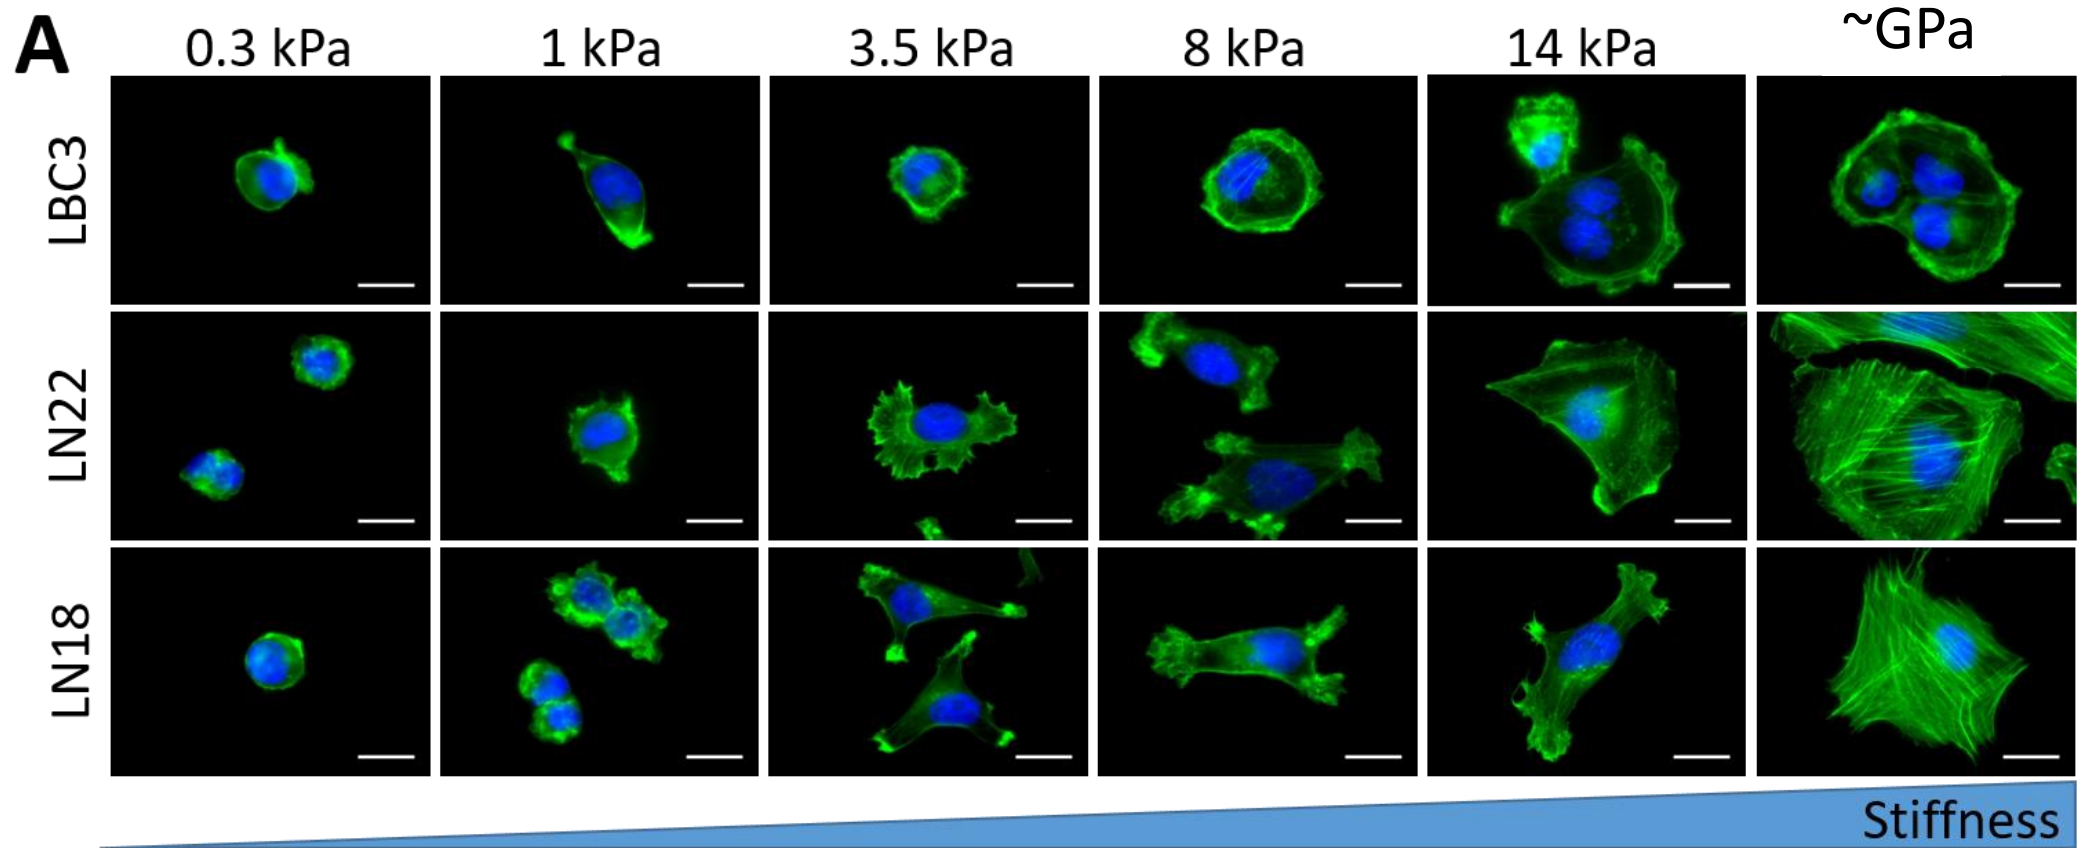 A
0.3 kPa 1 kPa 3.5 kPa 8 kPa 14 kPa ~GPa
LBC3
LN22
LN18
Stiffness